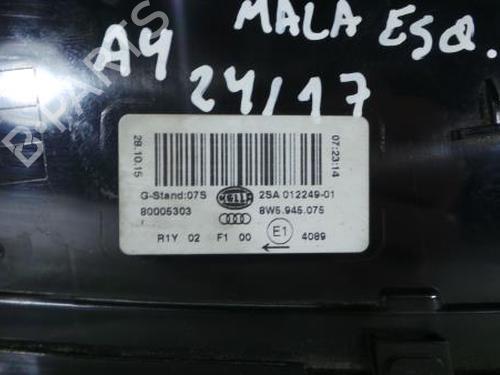 MALA ESQ.
A4
24/17
28.10.15
07:23:14
G-Stand:07S HELLA 2SA 012249-01
80005303 8W5.945.075
R1Y 02 F1 00 E1 4089
B-PARTS